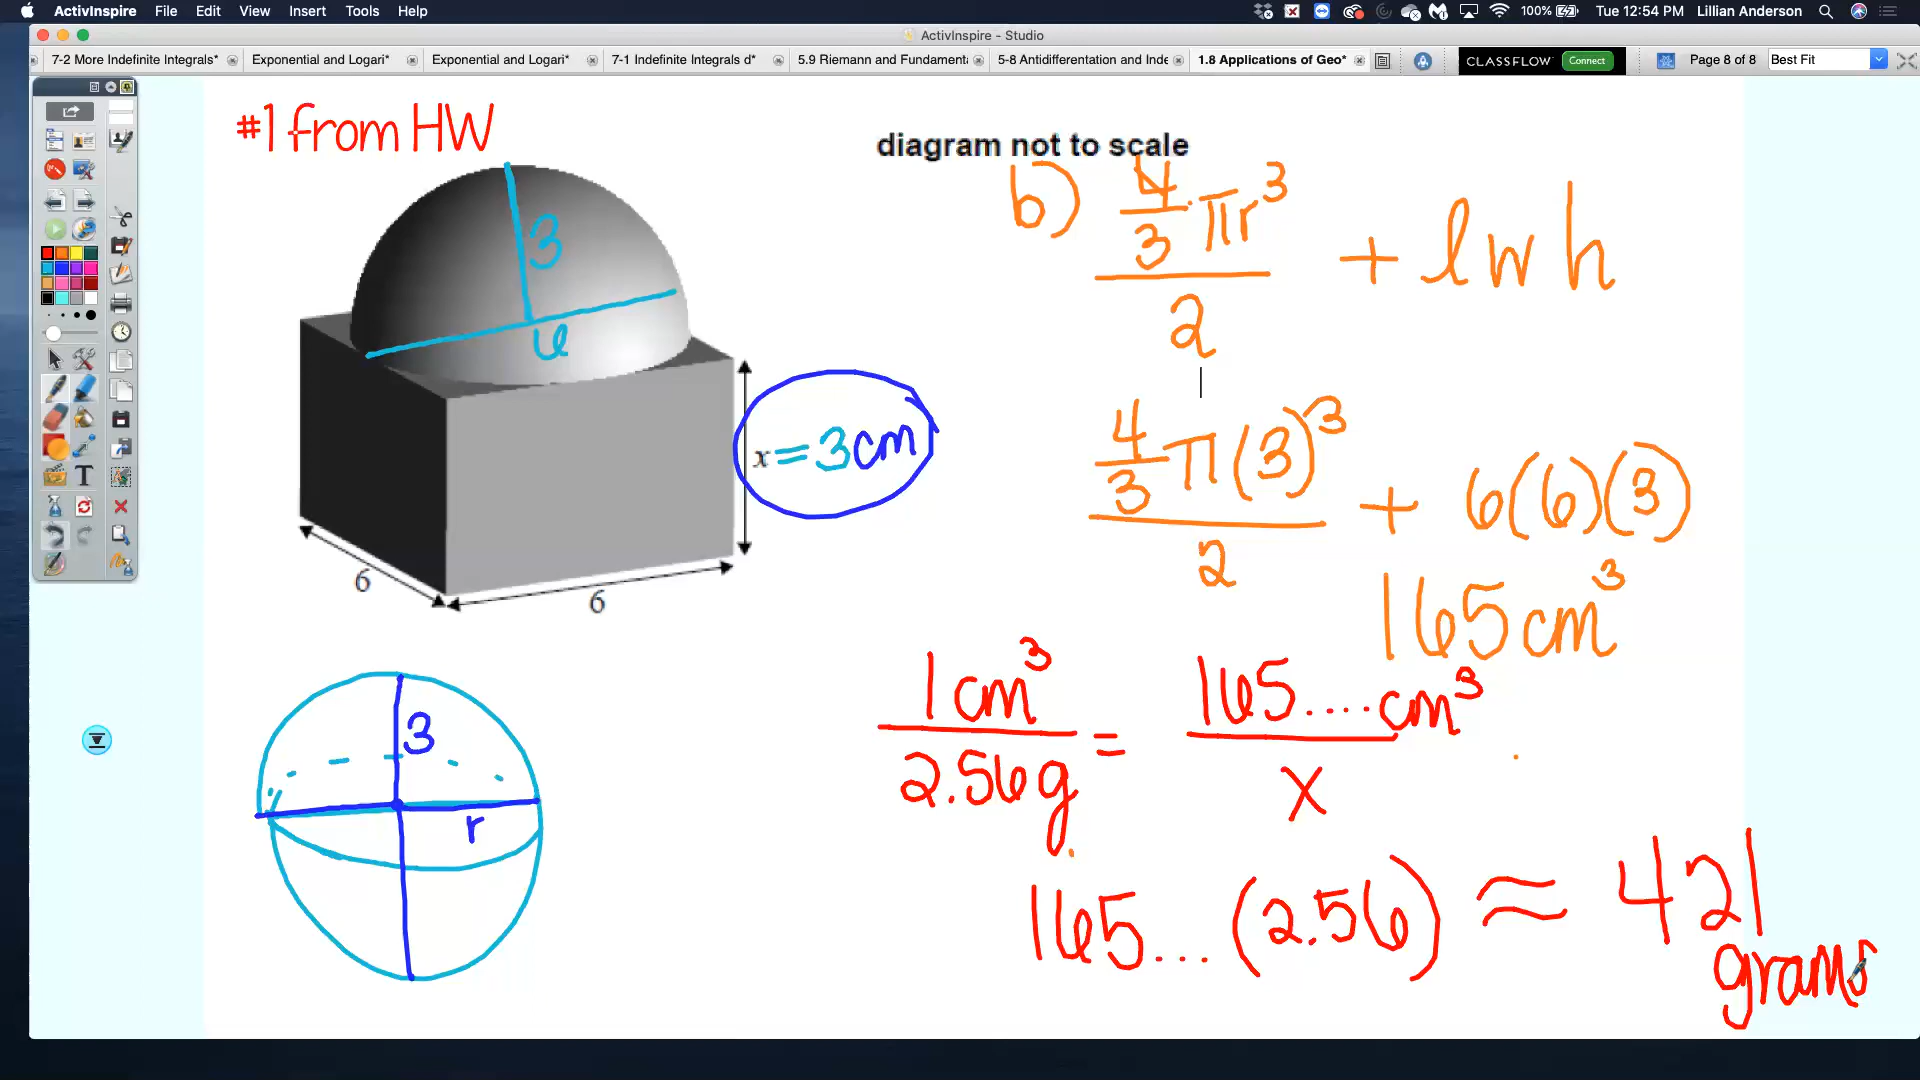 ActivInspire File Edit View Insert Tools Help 100% Tue 12:54 PM Lillian Anderson
ActivInspire - Studio
7-2 More Indefinite Integrals* Exponential and Logari* Exponential and Logari* 7-1 Indefinite Integrals d* 5.9 Riemann and Fundamenta 5-8 Antidifferentiation and Inde 1.8 Applications of Geo* CLASSFLOW Connect Page 8 of 8 Best Fit
#1 from HW
diagram not to scale
3
6
x = 3cm
6
6
b) 4/3 · πr³ / 2 + l w h
4/3 π(3)³ / 2 + 6(6)(3)
165 cm³
1 cm³ / 2.56g = 165.... cm³ / x
165... (2.56) ≈ 421
grams
3
r
T